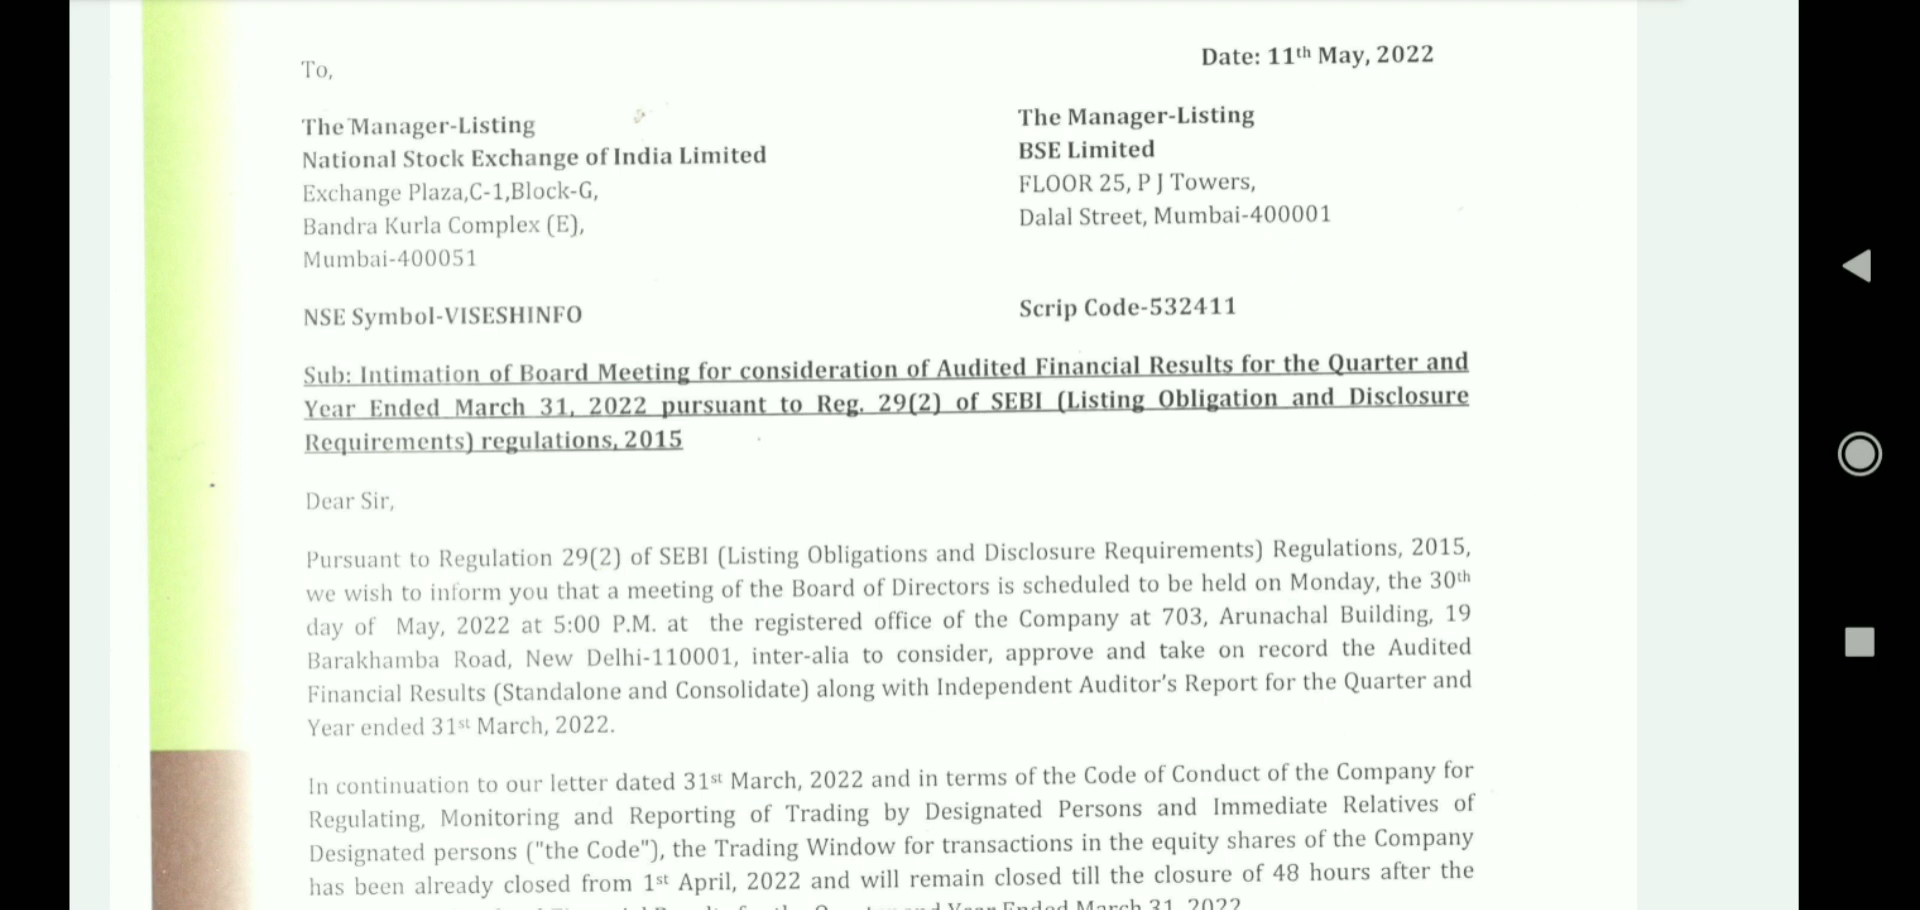 Date: 11th May, 2022
To,
The Manager-Listing
National Stock Exchange of India Limited
Exchange Plaza,C-1,Block-G,
Bandra Kurla Complex (E),
Mumbai-400051
The Manager-Listing
BSE Limited
FLOOR 25, P J Towers,
Dalal Street, Mumbai-400001
NSE Symbol-VISESHINFO
Scrip Code-532411
Sub: Intimation of Board Meeting for consideration of Audited Financial Results for the Quarter and
Year Ended March 31, 2022 pursuant to Reg. 29(2) of SEBI (Listing Obligation and Disclosure
Requirements) regulations, 2015
Dear Sir,
Pursuant to Regulation 29(2) of SEBI (Listing Obligations and Disclosure Requirements) Regulations, 2015,
we wish to inform you that a meeting of the Board of Directors is scheduled to be held on Monday, the 30th
day of May, 2022 at 5:00 P.M. at the registered office of the Company at 703, Arunachal Building, 19
Barakhamba Road, New Delhi-110001, inter-alia to consider, approve and take on record the Audited
Financial Results (Standalone and Consolidate) along with Independent Auditor's Report for the Quarter and
Year ended 31st March, 2022.
In continuation to our letter dated 31st March, 2022 and in terms of the Code of Conduct of the Company for
Regulating, Monitoring and Reporting of Trading by Designated Persons and Immediate Relatives of
Designated persons ("the Code"), the Trading Window for transactions in the equity shares of the Company
has been already closed from 1st April, 2022 and will remain closed till the closure of 48 hours after the
Year Ended March 31, 2022